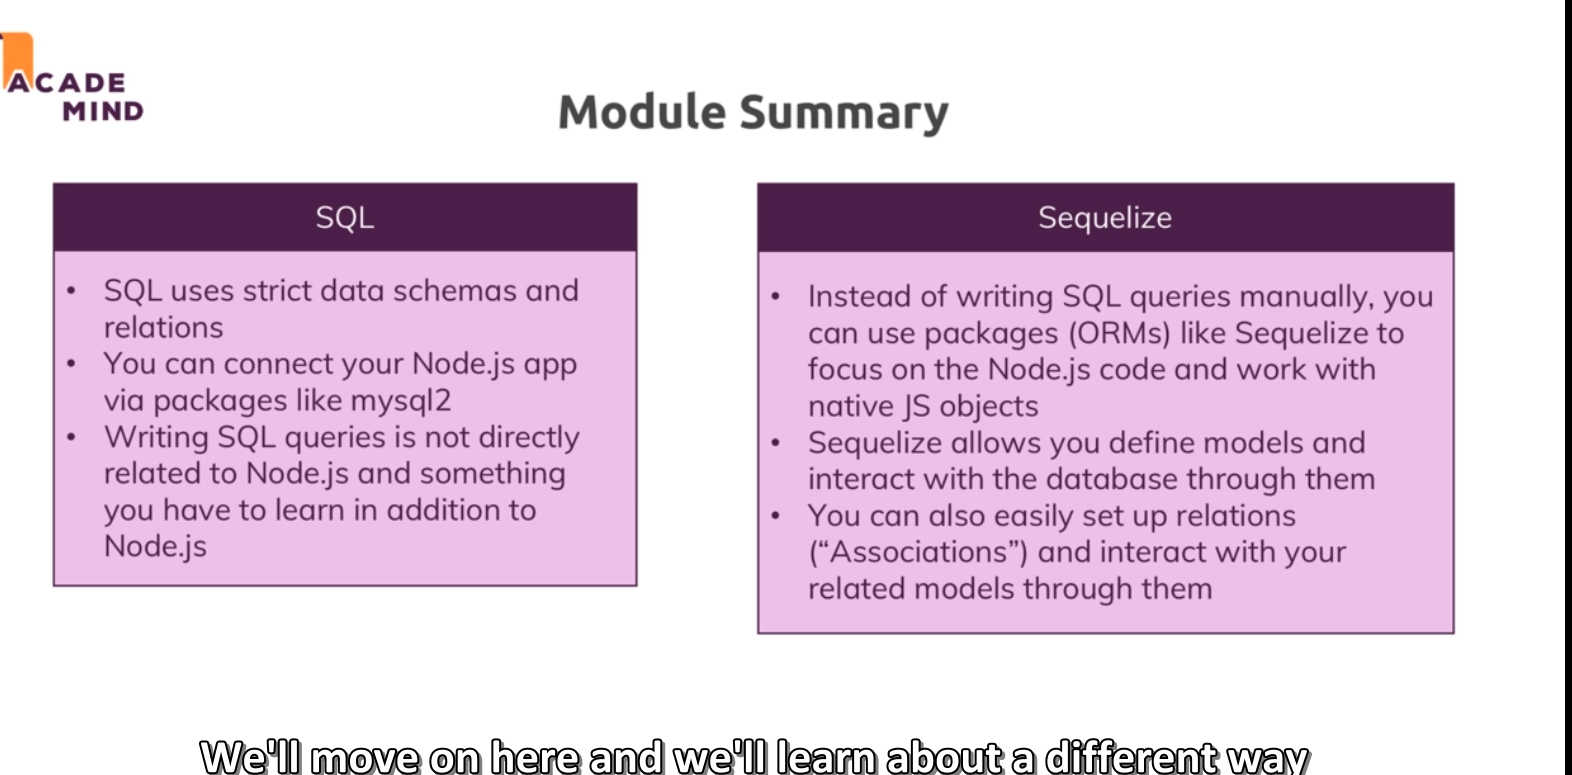 ACADE
MIND
Module Summary
SQL
• SQL uses strict data schemas and
relations
• You can connect your Node.js app
via packages like mysql2
• Writing SQL queries is not directly
related to Node.js and something
you have to learn in addition to
Node.js
Sequelize
• Instead of writing SQL queries manually, you
can use packages (ORMs) like Sequelize to
focus on the Node.js code and work with
native JS objects
• Sequelize allows you define models and
interact with the database through them
• You can also easily set up relations
(“Associations”) and interact with your
related models through them
We'll move on here and we'll learn about a different way